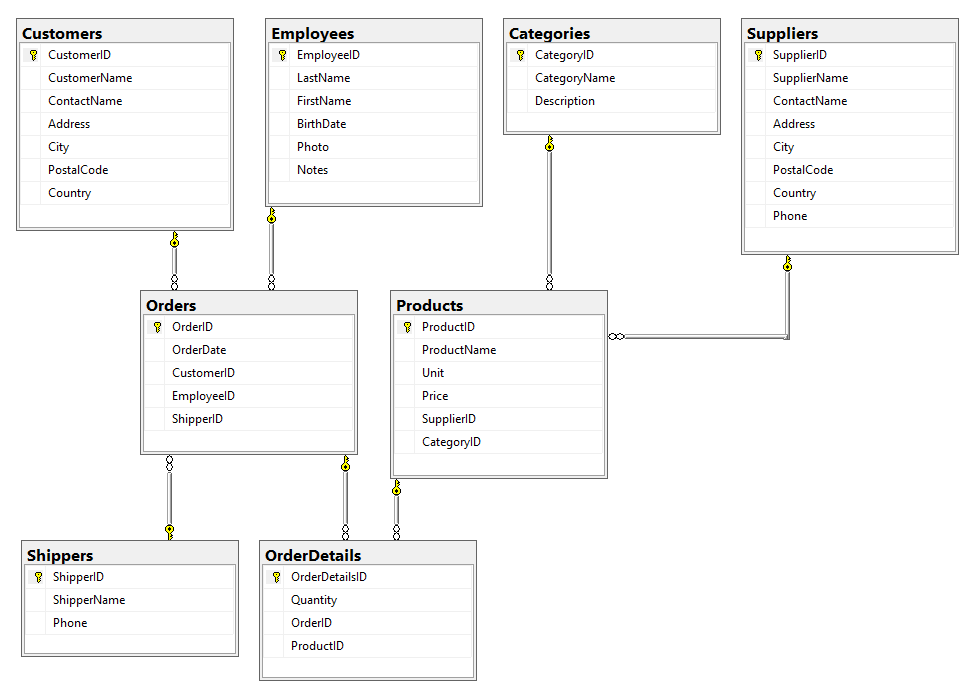 Customers
CustomerID
CustomerName
ContactName
Address
City
PostalCode
Country
Employees
EmployeeID
LastName
FirstName
BirthDate
Photo
Notes
Categories
CategoryID
CategoryName
Description
Suppliers
SupplierID
SupplierName
ContactName
Address
City
PostalCode
Country
Phone
Orders
OrderID
OrderDate
CustomerID
EmployeeID
ShipperID
Products
ProductID
ProductName
Unit
Price
SupplierID
CategoryID
Shippers
ShipperID
ShipperName
Phone
OrderDetails
OrderDetailsID
Quantity
OrderID
ProductID